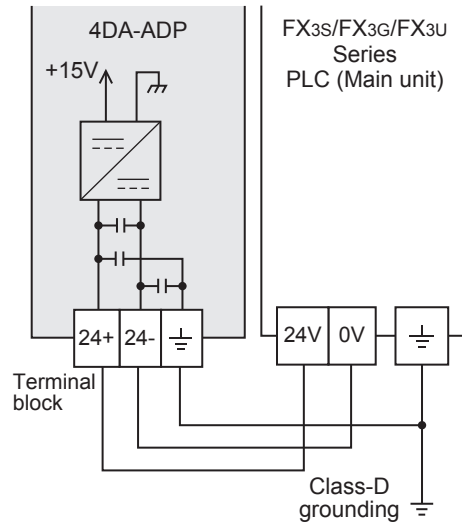 4DA-ADP
+15V
FX3S/FX3G/FX3U
Series
PLC (Main unit)
24+ 24-
24V 0V
Terminal
block
Class-D
grounding